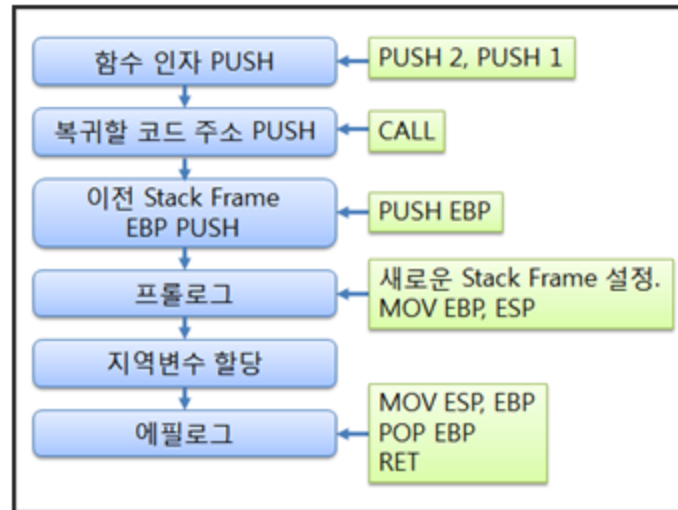 함수 인자 PUSH
PUSH 2, PUSH 1
복귀할 코드 주소 PUSH
CALL
이전 Stack Frame
EBP PUSH
PUSH EBP
프롤로그
새로운 Stack Frame 설정.
MOV EBP, ESP
지역변수 할당
에필로그
MOV ESP, EBP
POP EBP
RET